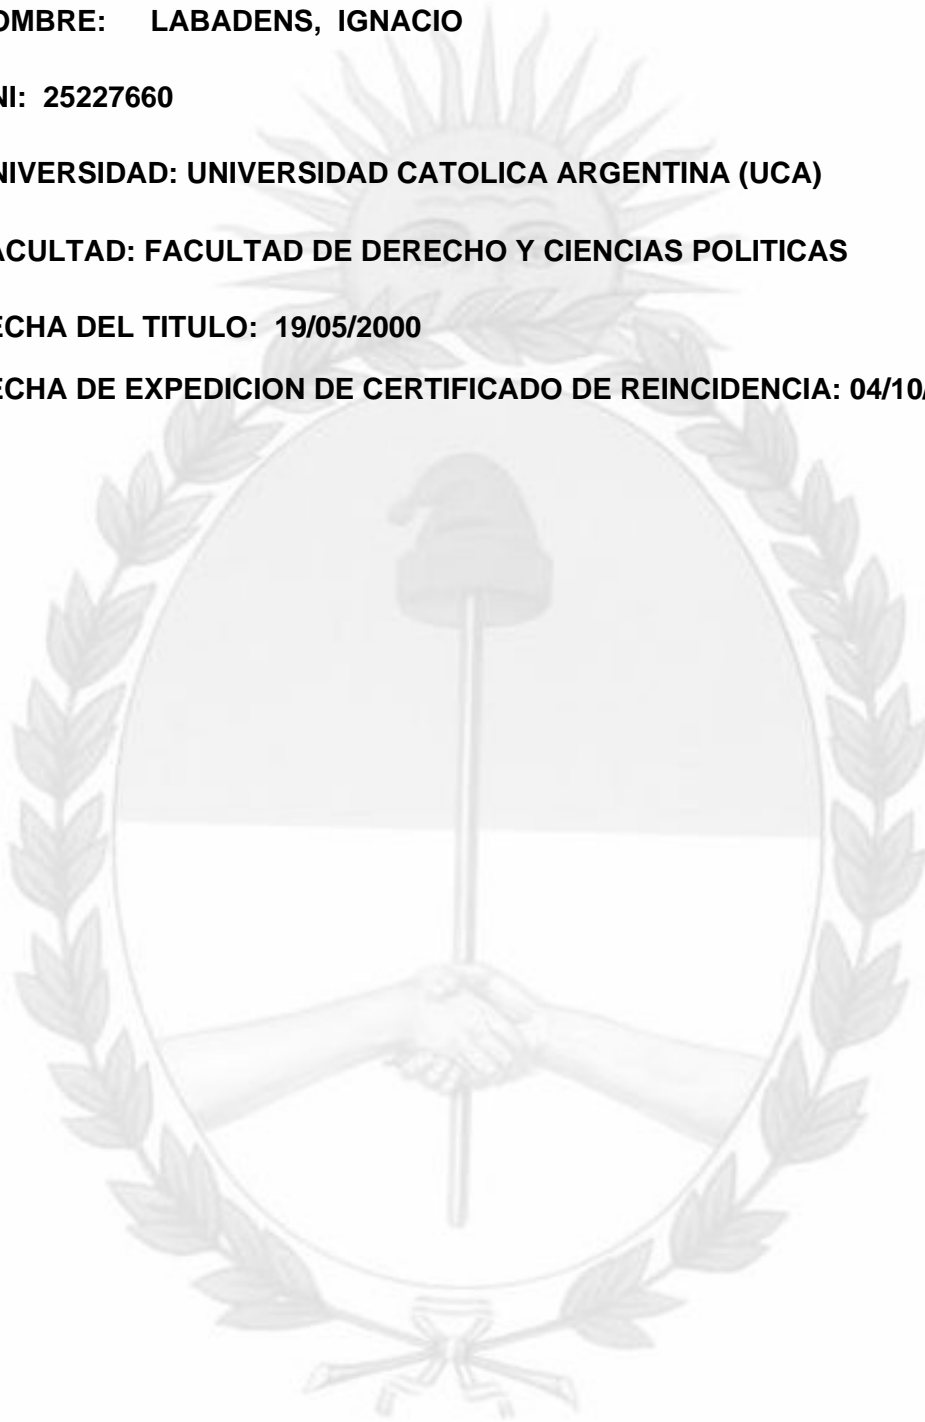 OMBRE: LABADENS, IGNACIO
NI: 25227660
NIVERSIDAD: UNIVERSIDAD CATOLICA ARGENTINA (UCA)
ACULTAD: FACULTAD DE DERECHO Y CIENCIAS POLITICAS
ECHA DEL TITULO: 19/05/2000
ECHA DE EXPEDICION DE CERTIFICADO DE REINCIDENCIA: 04/10/